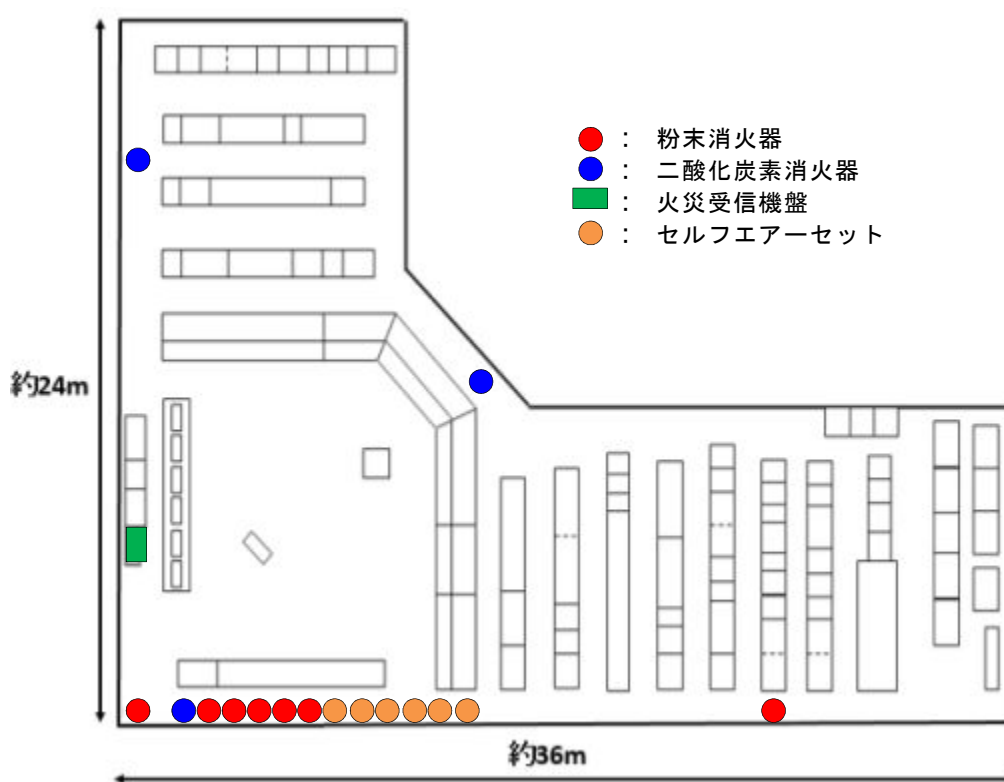 ： 粉末消火器
： 二酸化炭素消火器
： 火災受信機盤
： セルフエアーセット
約24m
約36m